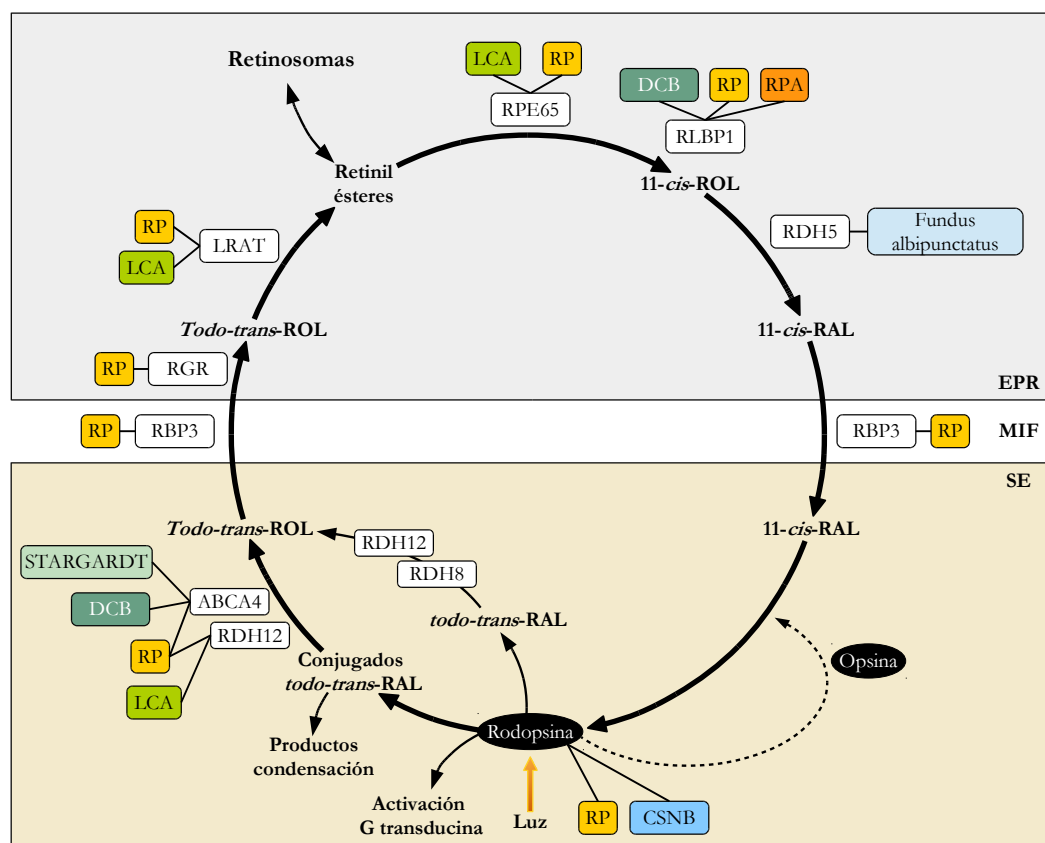 Retinosomas
LCA
RP
RPE65
DCB
RP
RPA
RLBP1
Retinil
ésteres
11-cis-ROL
RP
LCA
LRAT
RDH5
Fundus
albipunctatus
Todo-trans-ROL
11-cis-RAL
RP
RGR
EPR
RP
RBP3
RBP3
RP
MIF
SE
Todo-trans-ROL
11-cis-RAL
RDH12
RDH8
STARGARDT
DCB
ABCA4
RDH12
RP
LCA
todo-trans-RAL
Conjugados
todo-trans-RAL
Opsina
Rodopsina
Productos
condensación
Activación
G transducina
Luz
RP
CSNB